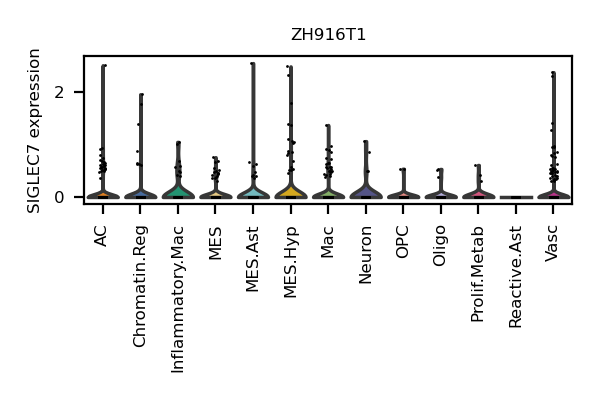 ZH916T1
SIGLEC7 expression
2
0
AC
Chromatin.Reg
Inflammatory.Mac
MES
MES.Ast
MES.Hyp
Mac
Neuron
OPC
Oligo
Prolif.Metab
Reactive.Ast
Vasc